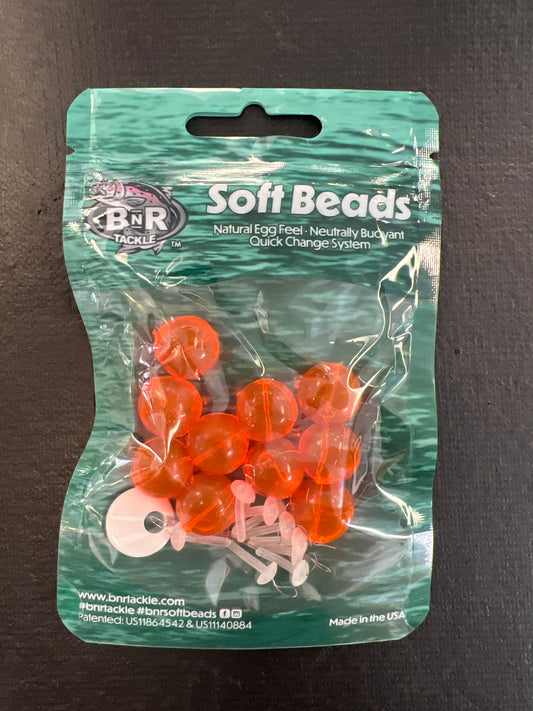 BnR
TACKLE
TM
Soft Beads
Natural Egg Feel · Neutrally Buoyant
Quick Change System
www.bnrtackle.com
#bnrtackle #bnrsoftbeads
Patented: US11864542 & US11140884
Made in the USA